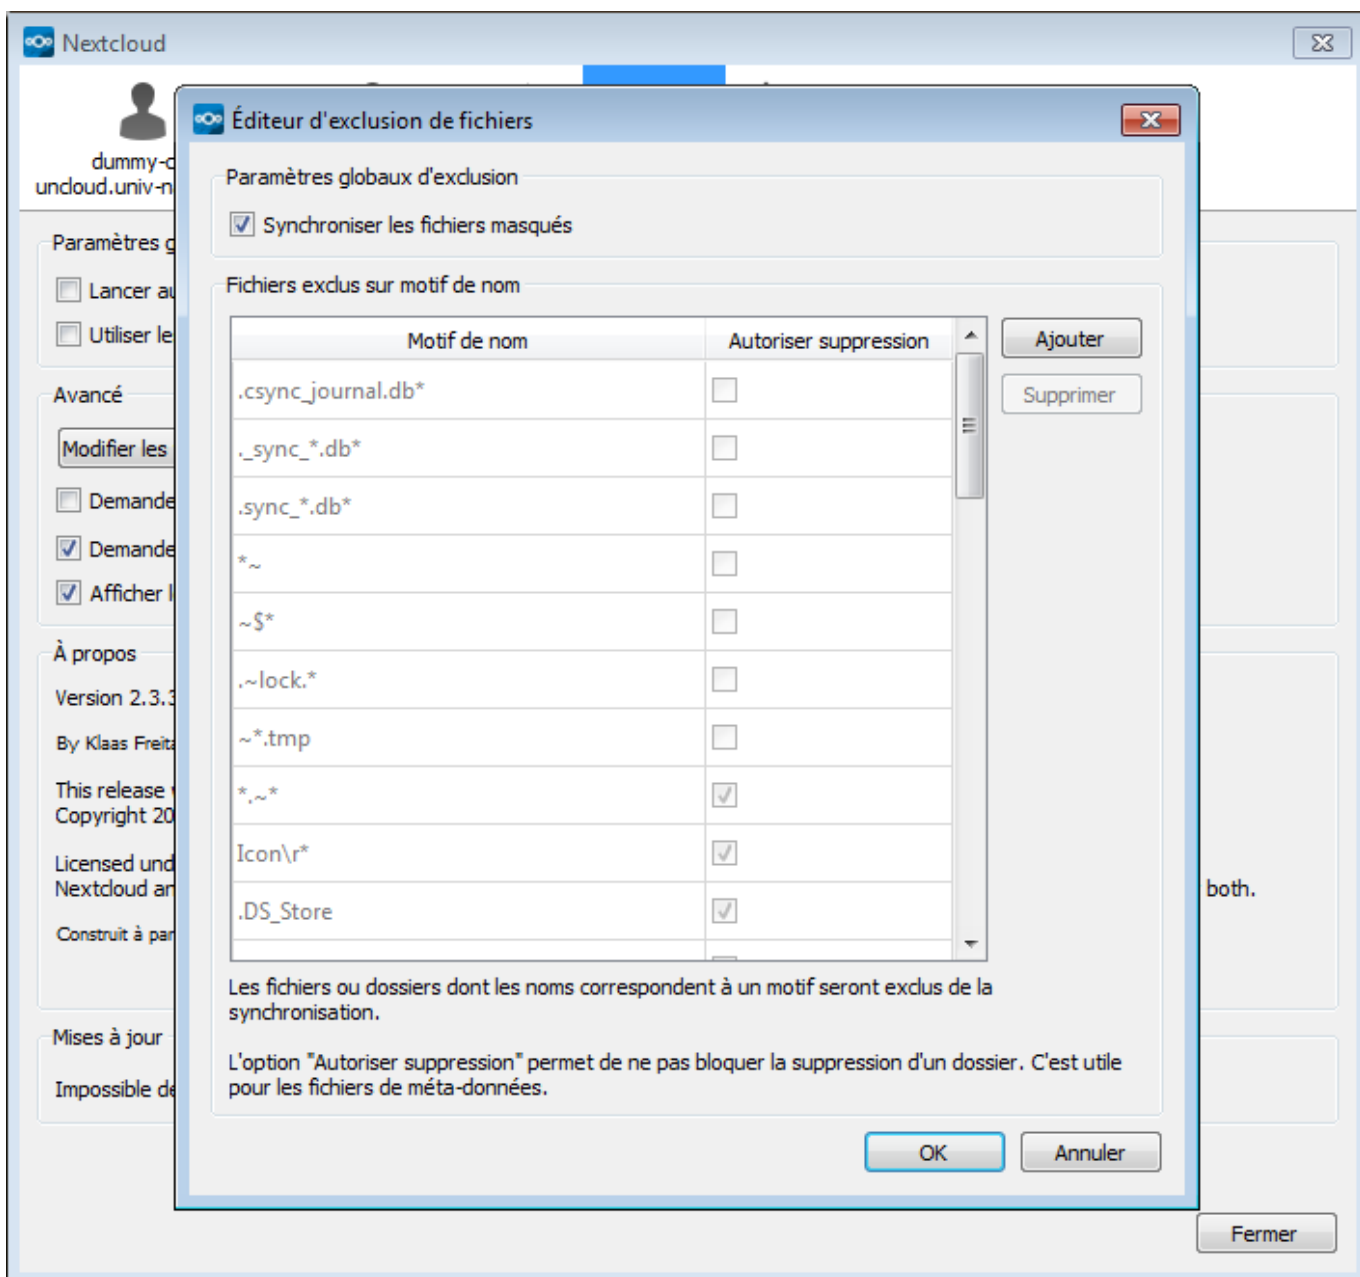 Nextcloud
Éditeur d'exclusion de fichiers
dummy-c
uncloud.univ-n
Paramètres globaux d'exclusion
Synchroniser les fichiers masqués
Paramètres g
Lancer au
Utiliser le
Fichiers exclus sur motif de nom
Motif de nom Autoriser suppression
Ajouter
Supprimer
.csync_journal.db*
._sync_*.db*
.sync_*.db*
*~
~$*
.~lock.*
~*.tmp
*.~*
Icon\r*
.DS_Store
Avancé
Modifier les
Demande
Demande
Afficher l
À propos
Version 2.3.3
By Klaas Freita
This release
Copyright 20
Licensed und
Nextcloud an
both.
Construit à par
Les fichiers ou dossiers dont les noms correspondent à un motif seront exclus de la
synchronisation.
L'option "Autoriser suppression" permet de ne pas bloquer la suppression d'un dossier. C'est utile
pour les fichiers de méta-données.
Mises à jour
Impossible de
OK
Annuler
Fermer